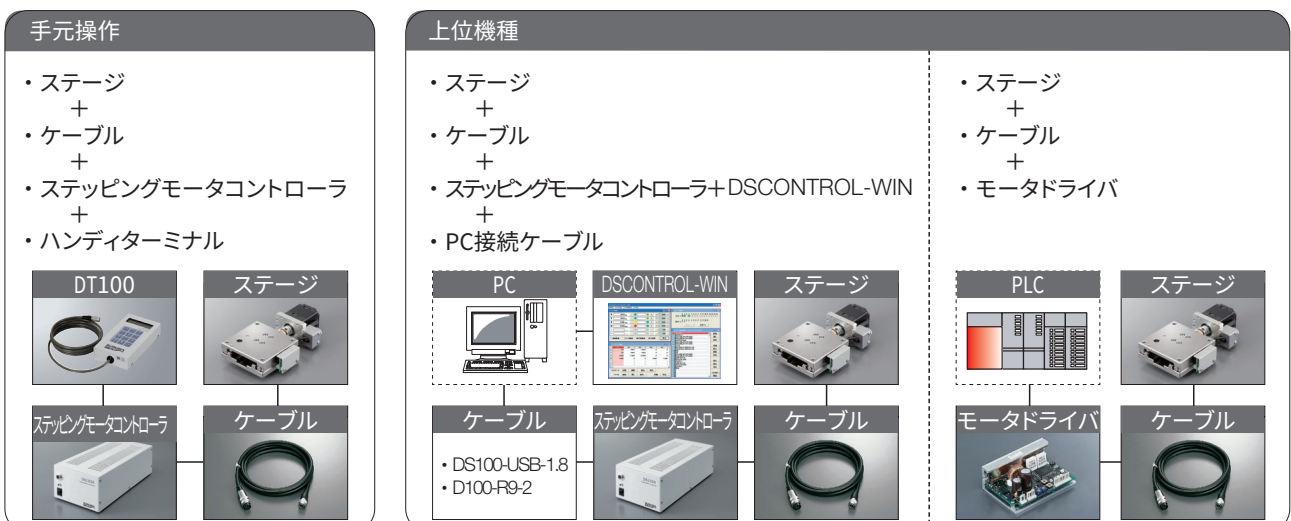 手元操作
・ステージ
＋
・ケーブル
＋
・ステッピングモータコントローラ
＋
・ハンディターミナル
DT100
ステージ
ステッピングモータコントローラ
ケーブル
上位機種
・ステージ
＋
・ケーブル
＋
・ステッピングモータコントローラ＋DSCONTROL-WIN
＋
・PC接続ケーブル
PC
DSCONTROL-WIN
ステージ
ケーブル
・DS100-USB-1.8
・D100-R9-2
ステッピングモータコントローラ
ケーブル
・ステージ
＋
・ケーブル
＋
・モータドライバ
PLC
ステージ
モータドライバ
ケーブル